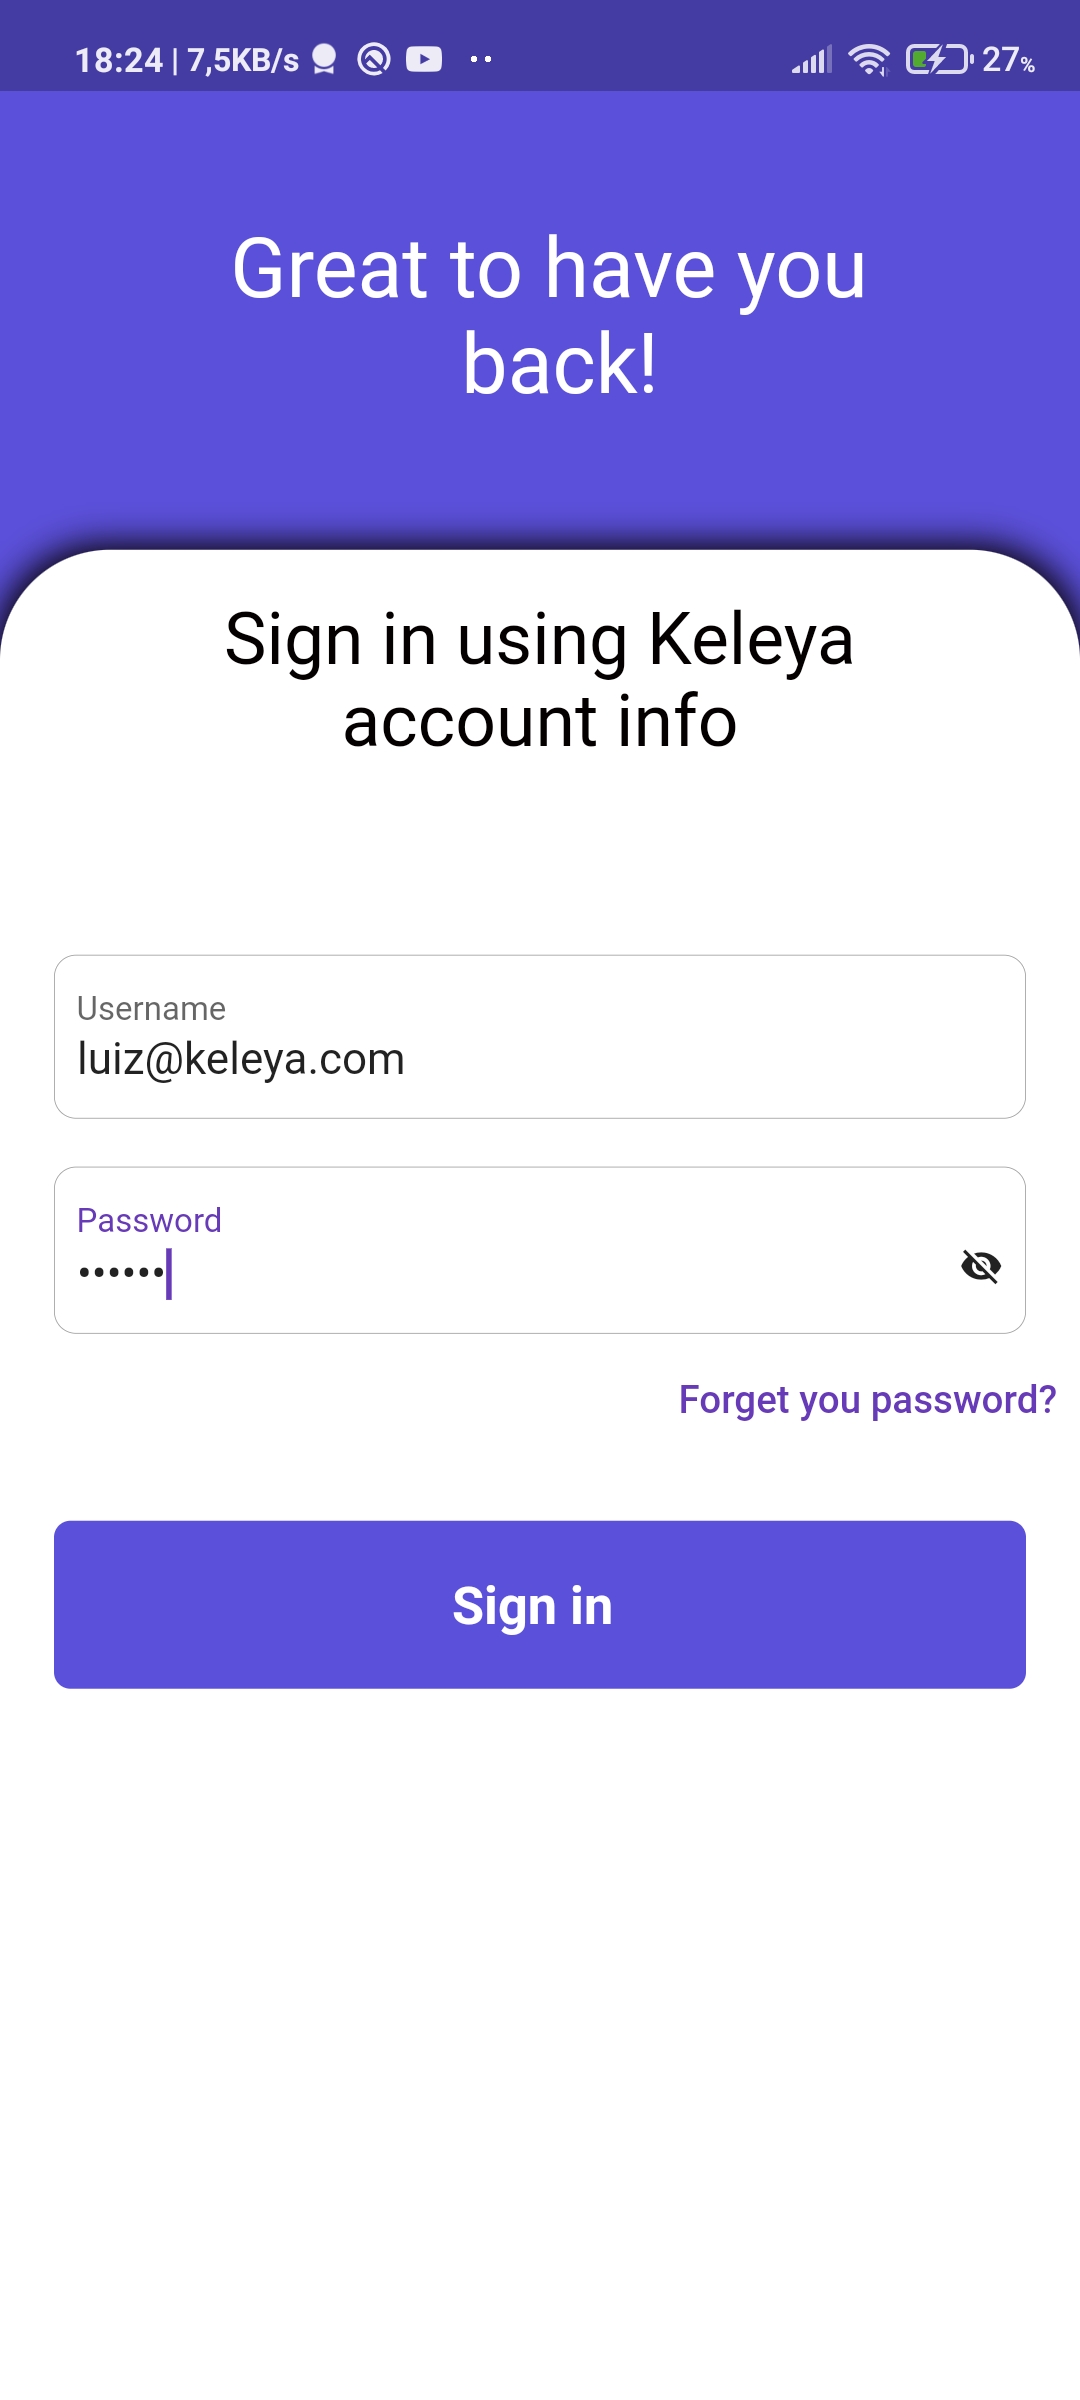 18:24 | 7,5KB/s 27%
Great to have you
back!
Sign in using Keleya
account info
Username
luiz@keleya.com
Password
••••••
Forget you password?
Sign in